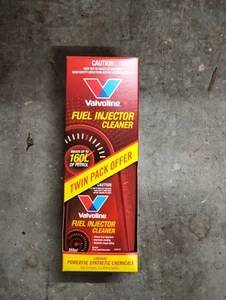 CAUTION
Valvoline
FUEL INJECTOR
CLEANER
TREATS UP TO
160L
OF PETROL
TWIN PACK OFFER
CAUTION
Valvoline
FUEL INJECTOR
CLEANER
POWERFUL SYNTHETIC CHEMICALS